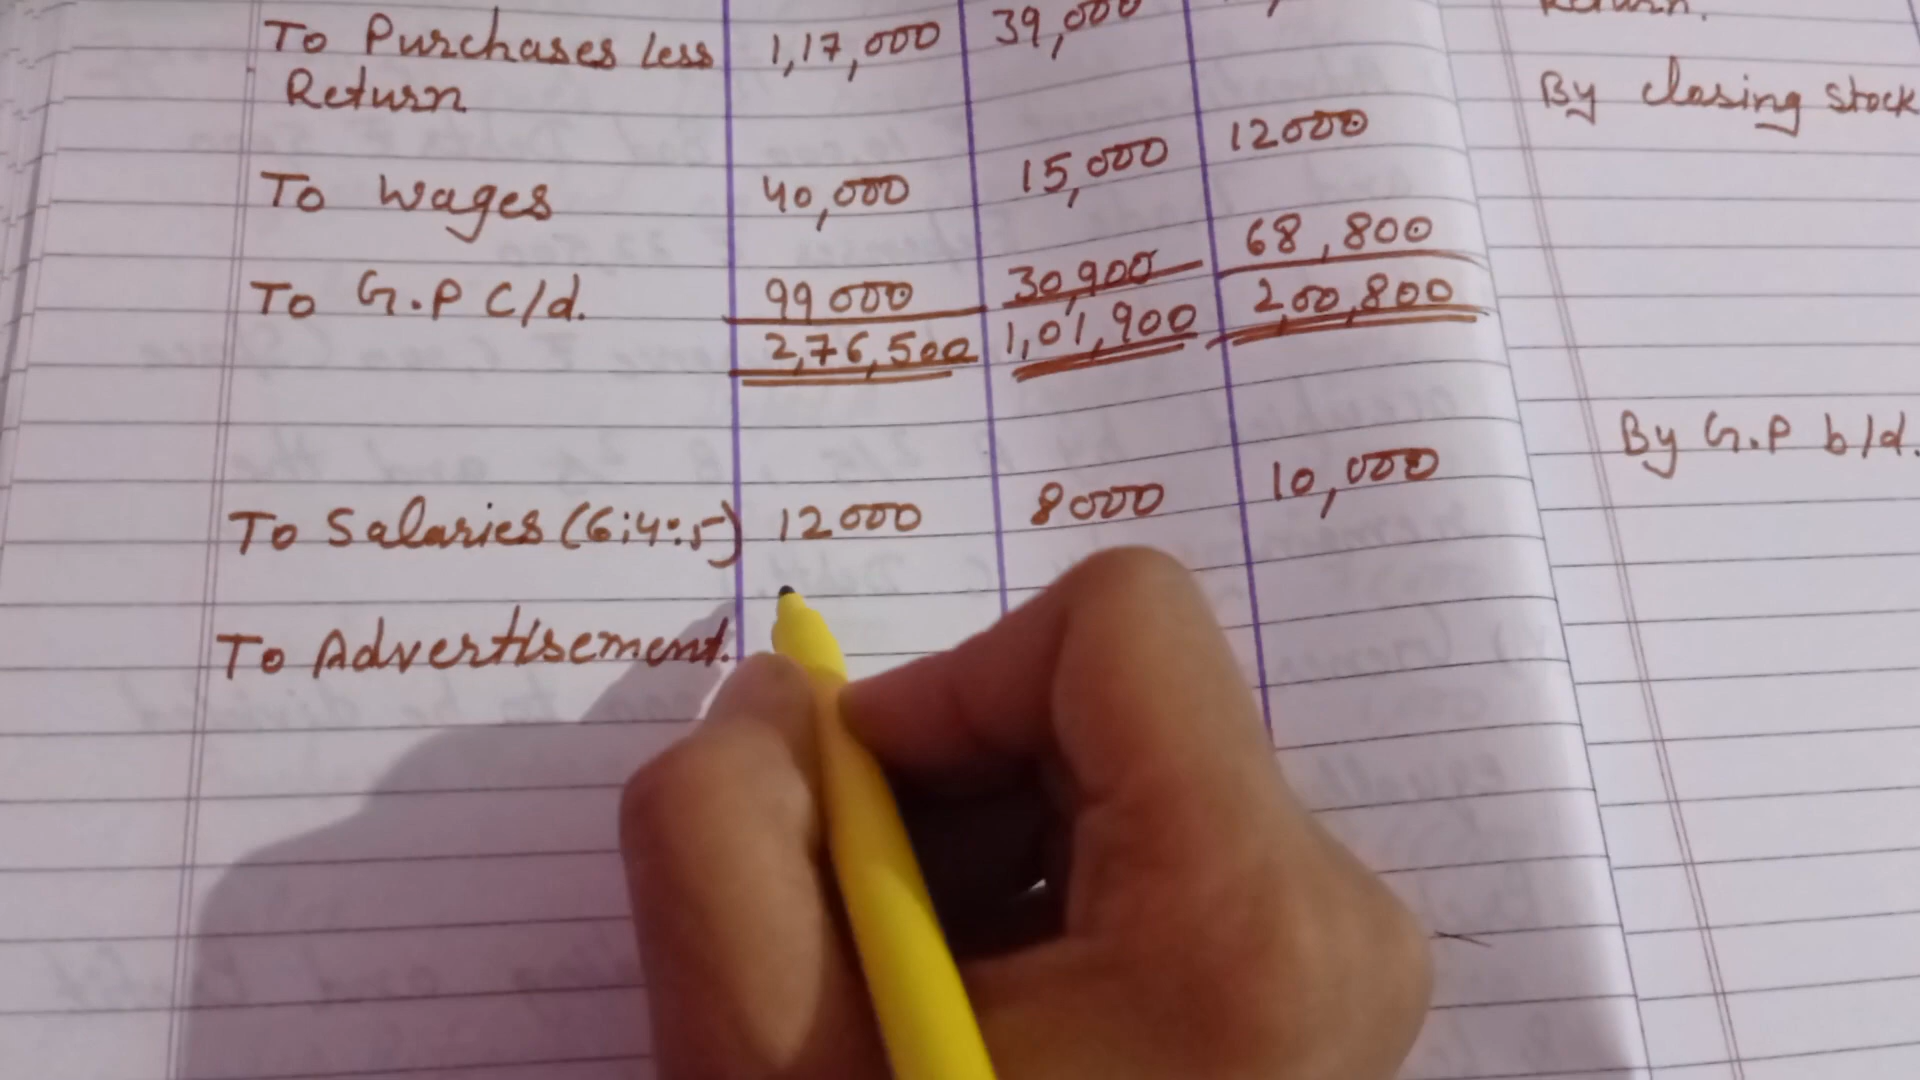 To Purchases Less 1,17,000 39,000
Return
By closing Stock
To Wages 40,000 15,000 12000
To G.P C/d. 99000 30,900 68,800
2,76,500 1,01,900 2,00,800
By G.P b/d.
To Salaries (6:4:5) 12000 8000 10,000
To Advertisement.